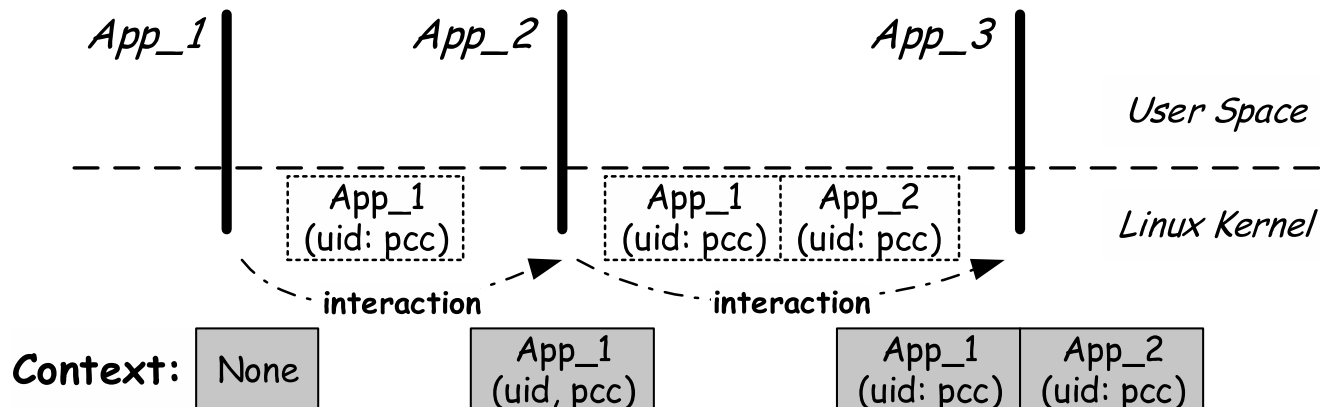 App_1 App_2 App_3
User Space
App_1 App_1 App_2
(uid: pcc) (uid: pcc) (uid: pcc)
Linux Kernel
interaction interaction
Context: None
App_1 App_1 App_2
(uid, pcc) (uid: pcc) (uid: pcc)